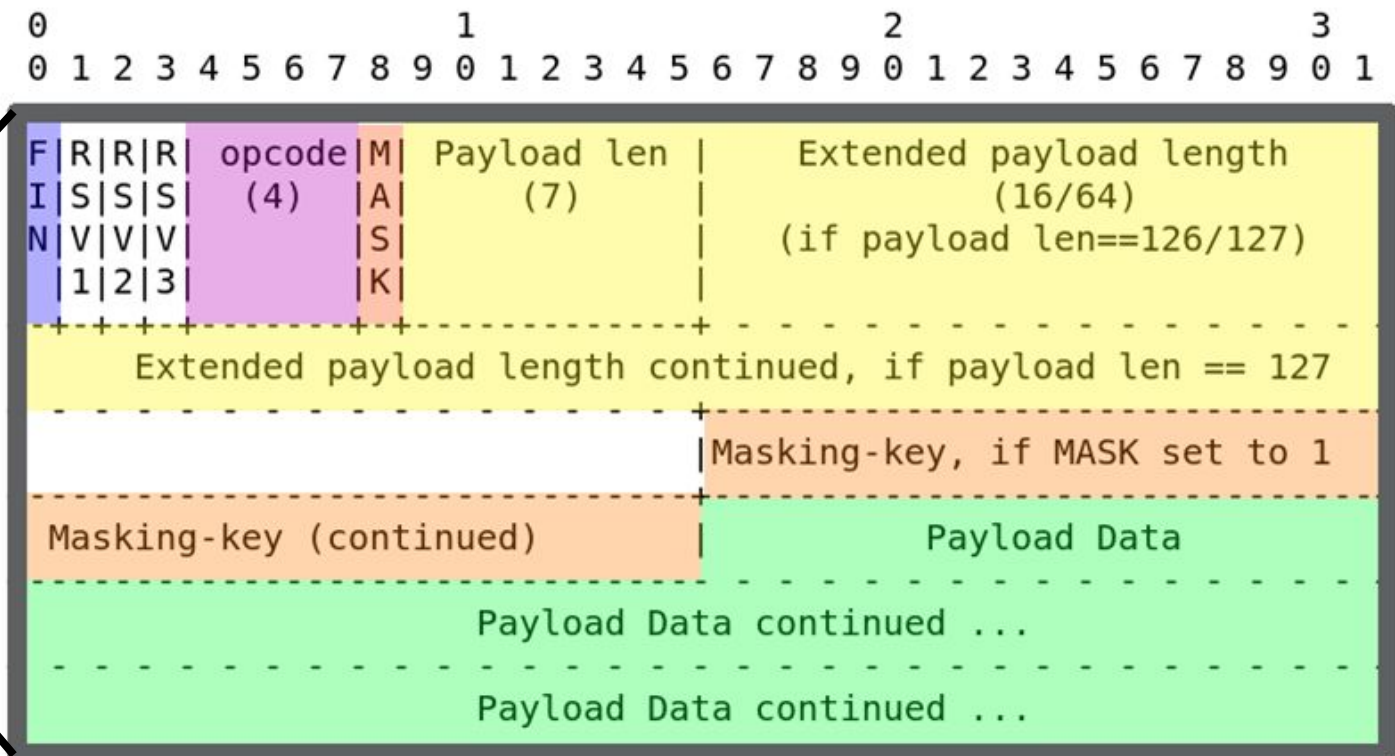 0 1 2 3
0 1 2 3 4 5 6 7 8 9 0 1 2 3 4 5 6 7 8 9 0 1 2 3 4 5 6 7 8 9 0 1
F|R|R|R| opcode|M| Payload len | Extended payload length
I|S|S|S| (4) |A| (7) | (16/64)
N|V|V|V| |S| | (if payload len==126/127)
|1|2|3| |K| |
Extended payload length continued, if payload len == 127
|Masking-key, if MASK set to 1
Masking-key (continued) | Payload Data
Payload Data continued ...
Payload Data continued ...